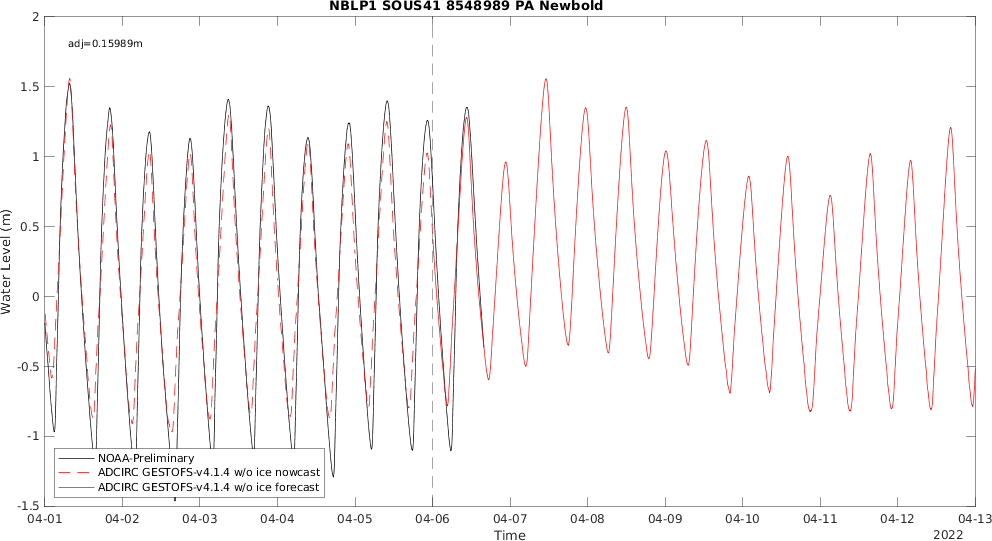 NBLP1 SOUS41 8548989 PA Newbold
adj=0.15989m
Water Level (m)
2
1.5
1
0.5
0
-0.5
-1
-1.5
NOAA-Preliminary
ADCIRC GESTOFS-v4.1.4 w/o ice nowcast
ADCIRC GESTOFS-v4.1.4 w/o ice forecast
04-01 04-02 04-03 04-04 04-05 04-06 04-07 04-08 04-09 04-10 04-11 04-12 04-13
Time
2022